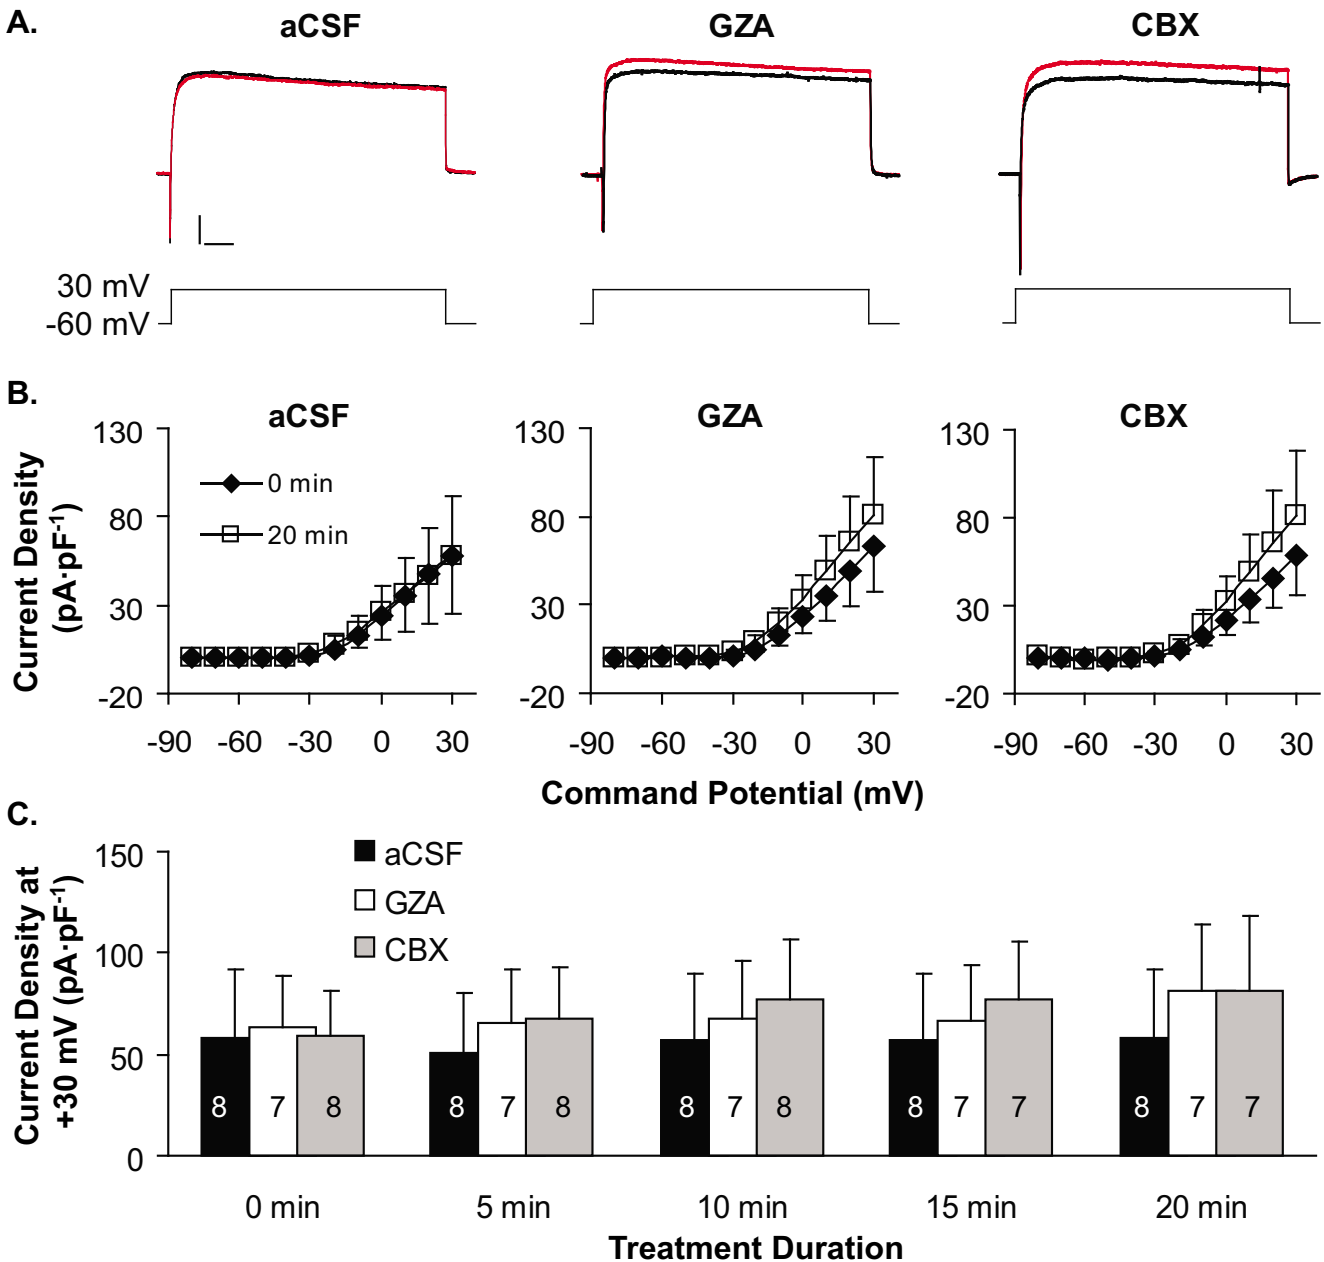 A.
aCSF GZA CBX
30 mV
-60 mV
B.
aCSF GZA CBX
Current Density
(pA·pF-1)
130 130 130
80 80 80
30 30 30
-20 -20 -20
0 min
20 min
-90 -60 -30 0 30 -90 -60 -30 0 30 -90 -60 -30 0 30
Command Potential (mV)
C.
Current Density at
+30 mV (pA·pF-1)
150
100
50
0
aCSF
GZA
CBX
8 7 8 8 7 8 8 7 8 8 7 7 8 7 7
0 min 5 min 10 min 15 min 20 min
Treatment Duration